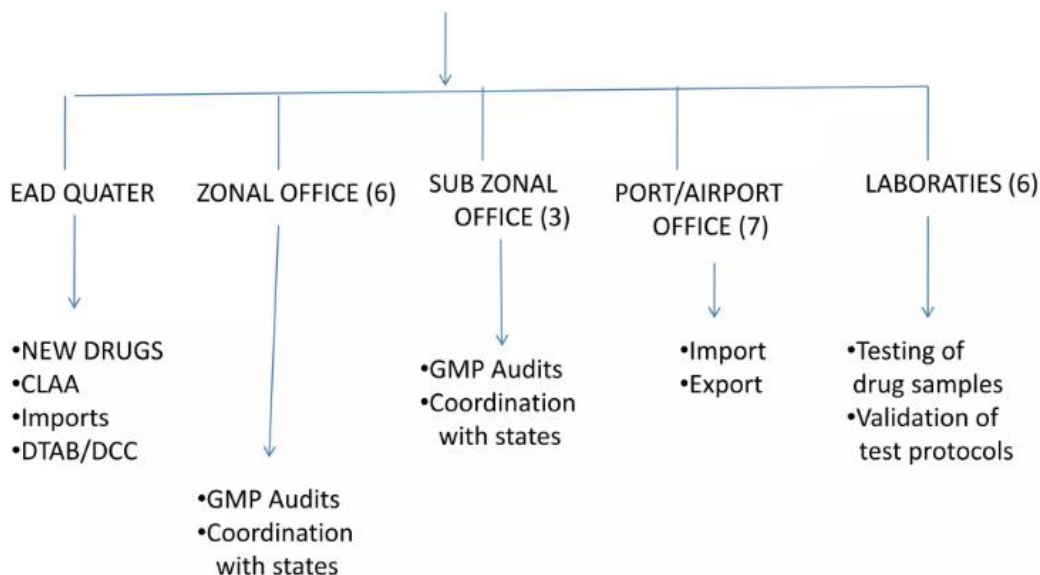 EAD QUATER
ZONAL OFFICE (6)
SUB ZONAL
OFFICE (3)
PORT/AIRPORT
OFFICE (7)
LABORATIES (6)
•NEW DRUGS
•CLAA
•Imports
•DTAB/DCC
•GMP Audits
•Coordination
with states
•GMP Audits
•Coordination
with states
•Import
•Export
•Testing of
drug samples
•Validation of
test protocols